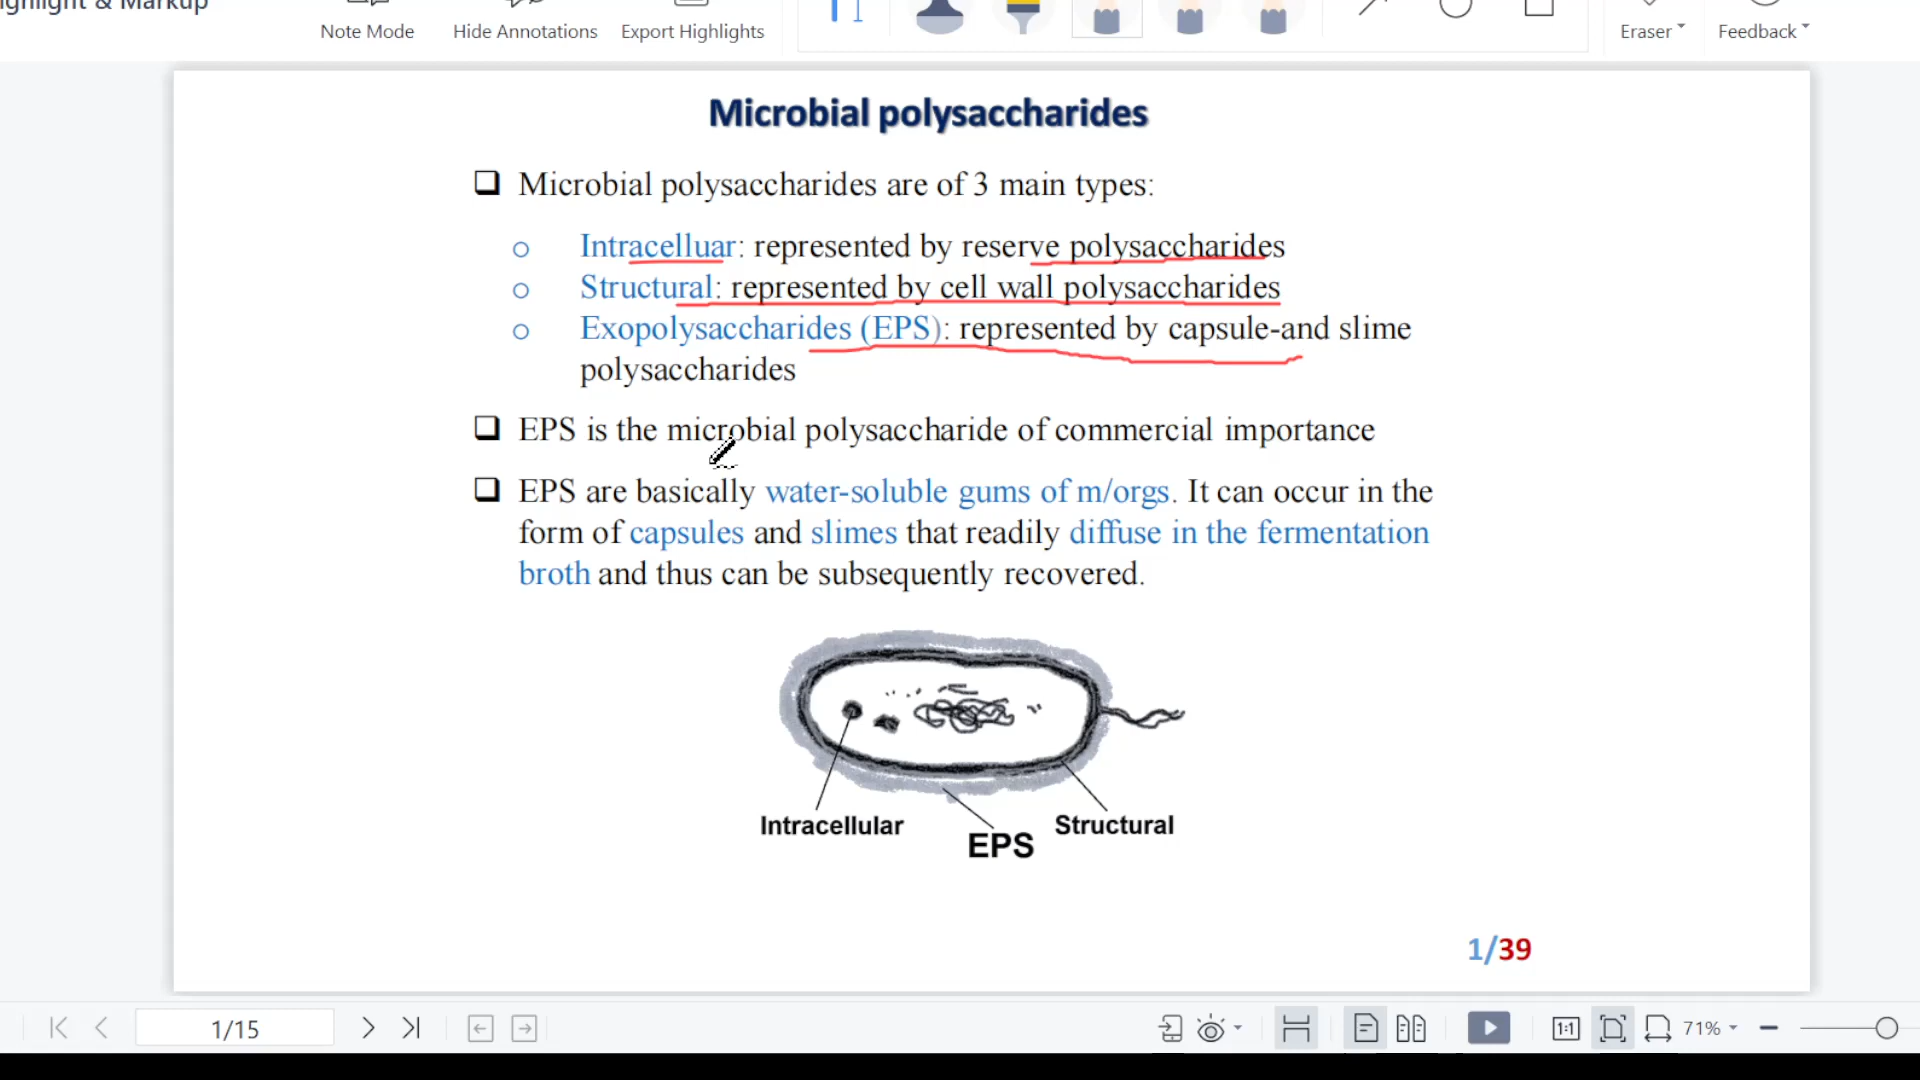 Highlight & Markup
Note Mode
Hide Annotations
Export Highlights
Eraser
Feedback
Microbial polysaccharides
Microbial polysaccharides are of 3 main types:
Intracelluar: represented by reserve polysaccharides
Structural: represented by cell wall polysaccharides
Exopolysaccharides (EPS): represented by capsule-and slime
polysaccharides
EPS is the microbial polysaccharide of commercial importance
EPS are basically water-soluble gums of m/orgs. It can occur in the
form of capsules and slimes that readily diffuse in the fermentation
broth and thus can be subsequently recovered.
Intracellular
EPS
Structural
1/39
1/15
1:1
71%